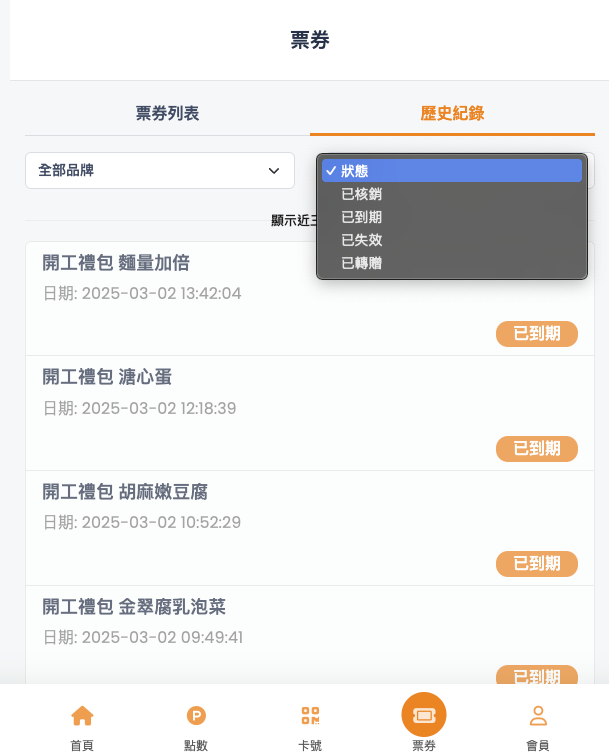 票券
票券列表
歷史紀錄
全部品牌
✓ 狀態
已核銷
已到期
已失效
已轉贈
顯示近三
開工禮包 麵量加倍
日期: 2025-03-02 13:42:04
已到期
開工禮包 溏心蛋
日期: 2025-03-02 12:18:39
已到期
開工禮包 胡麻嫩豆腐
日期: 2025-03-02 10:52:29
已到期
開工禮包 金翠腐乳泡菜
日期: 2025-03-02 09:49:41
已到期
P
首頁
點數
卡號
票券
會員